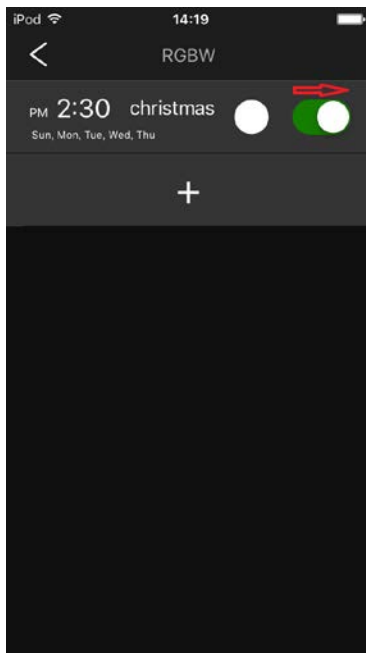 iPod 14:19
RGBW
PM 2:30 christmas
Sun, Mon, Tue, Wed, Thu
+